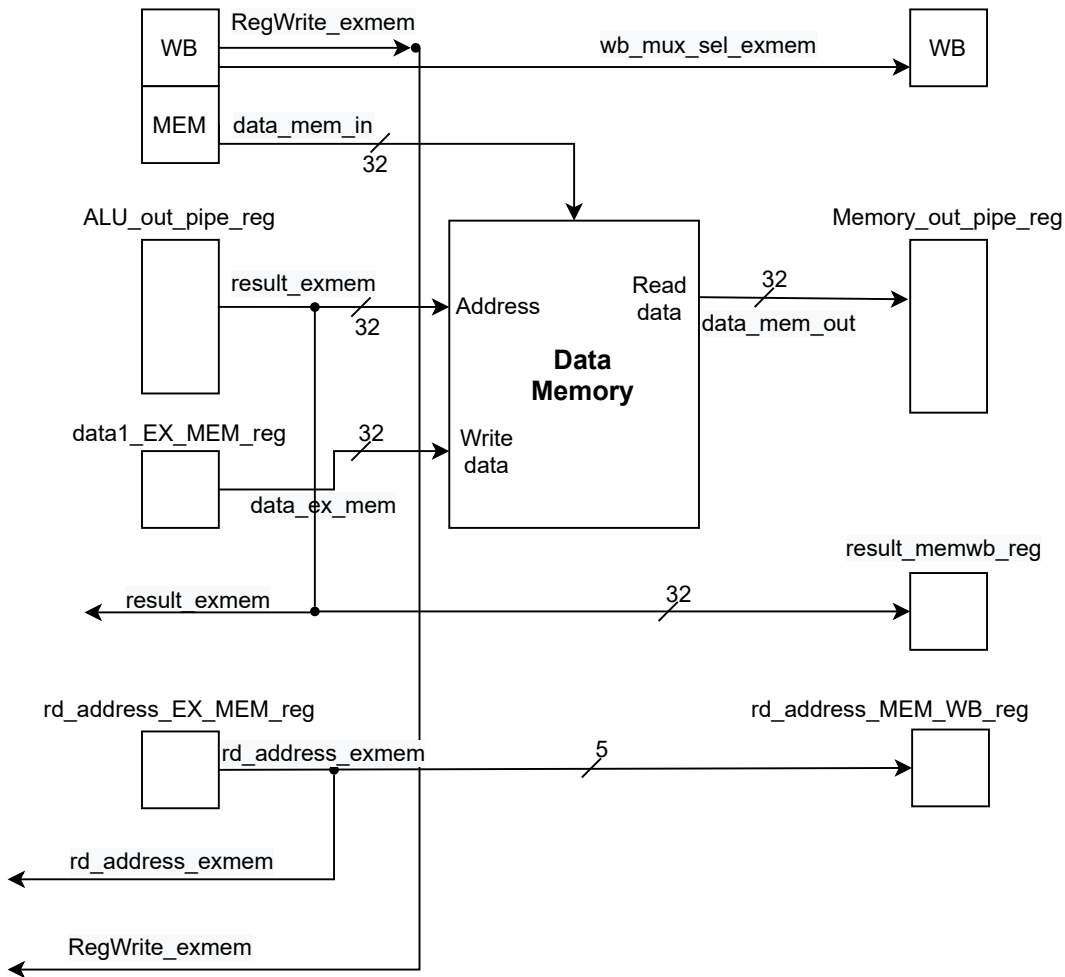 RegWrite_exmem
WB
wb_mux_sel_exmem
WB
MEM
data_mem_in
32
ALU_out_pipe_reg
Memory_out_pipe_reg
result_exmem
32
Address
Read
data
32
data_mem_out
Data
Memory
data1_EX_MEM_reg
32
Write
data
data_ex_mem
result_memwb_reg
result_exmem
32
rd_address_EX_MEM_reg
rd_address_MEM_WB_reg
rd_address_exmem
5
rd_address_exmem
RegWrite_exmem